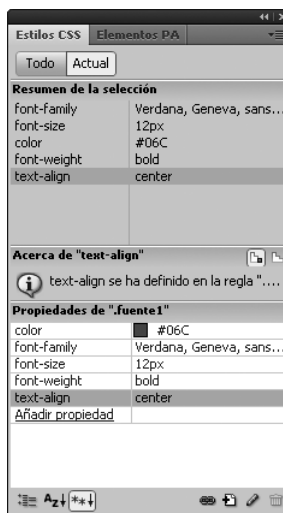 Estilos CSS Elementos PA
Todo Actual
Resumen de la selección
font-family Verdana, Geneva, sans...
font-size 12px
color #06C
font-weight bold
text-align center
Acerca de "text-align"
text-align se ha definido en la regla "....
Propiedades de ".fuente1"
color #06C
font-family Verdana, Geneva, sans...
font-size 12px
font-weight bold
text-align center
Añadir propiedad